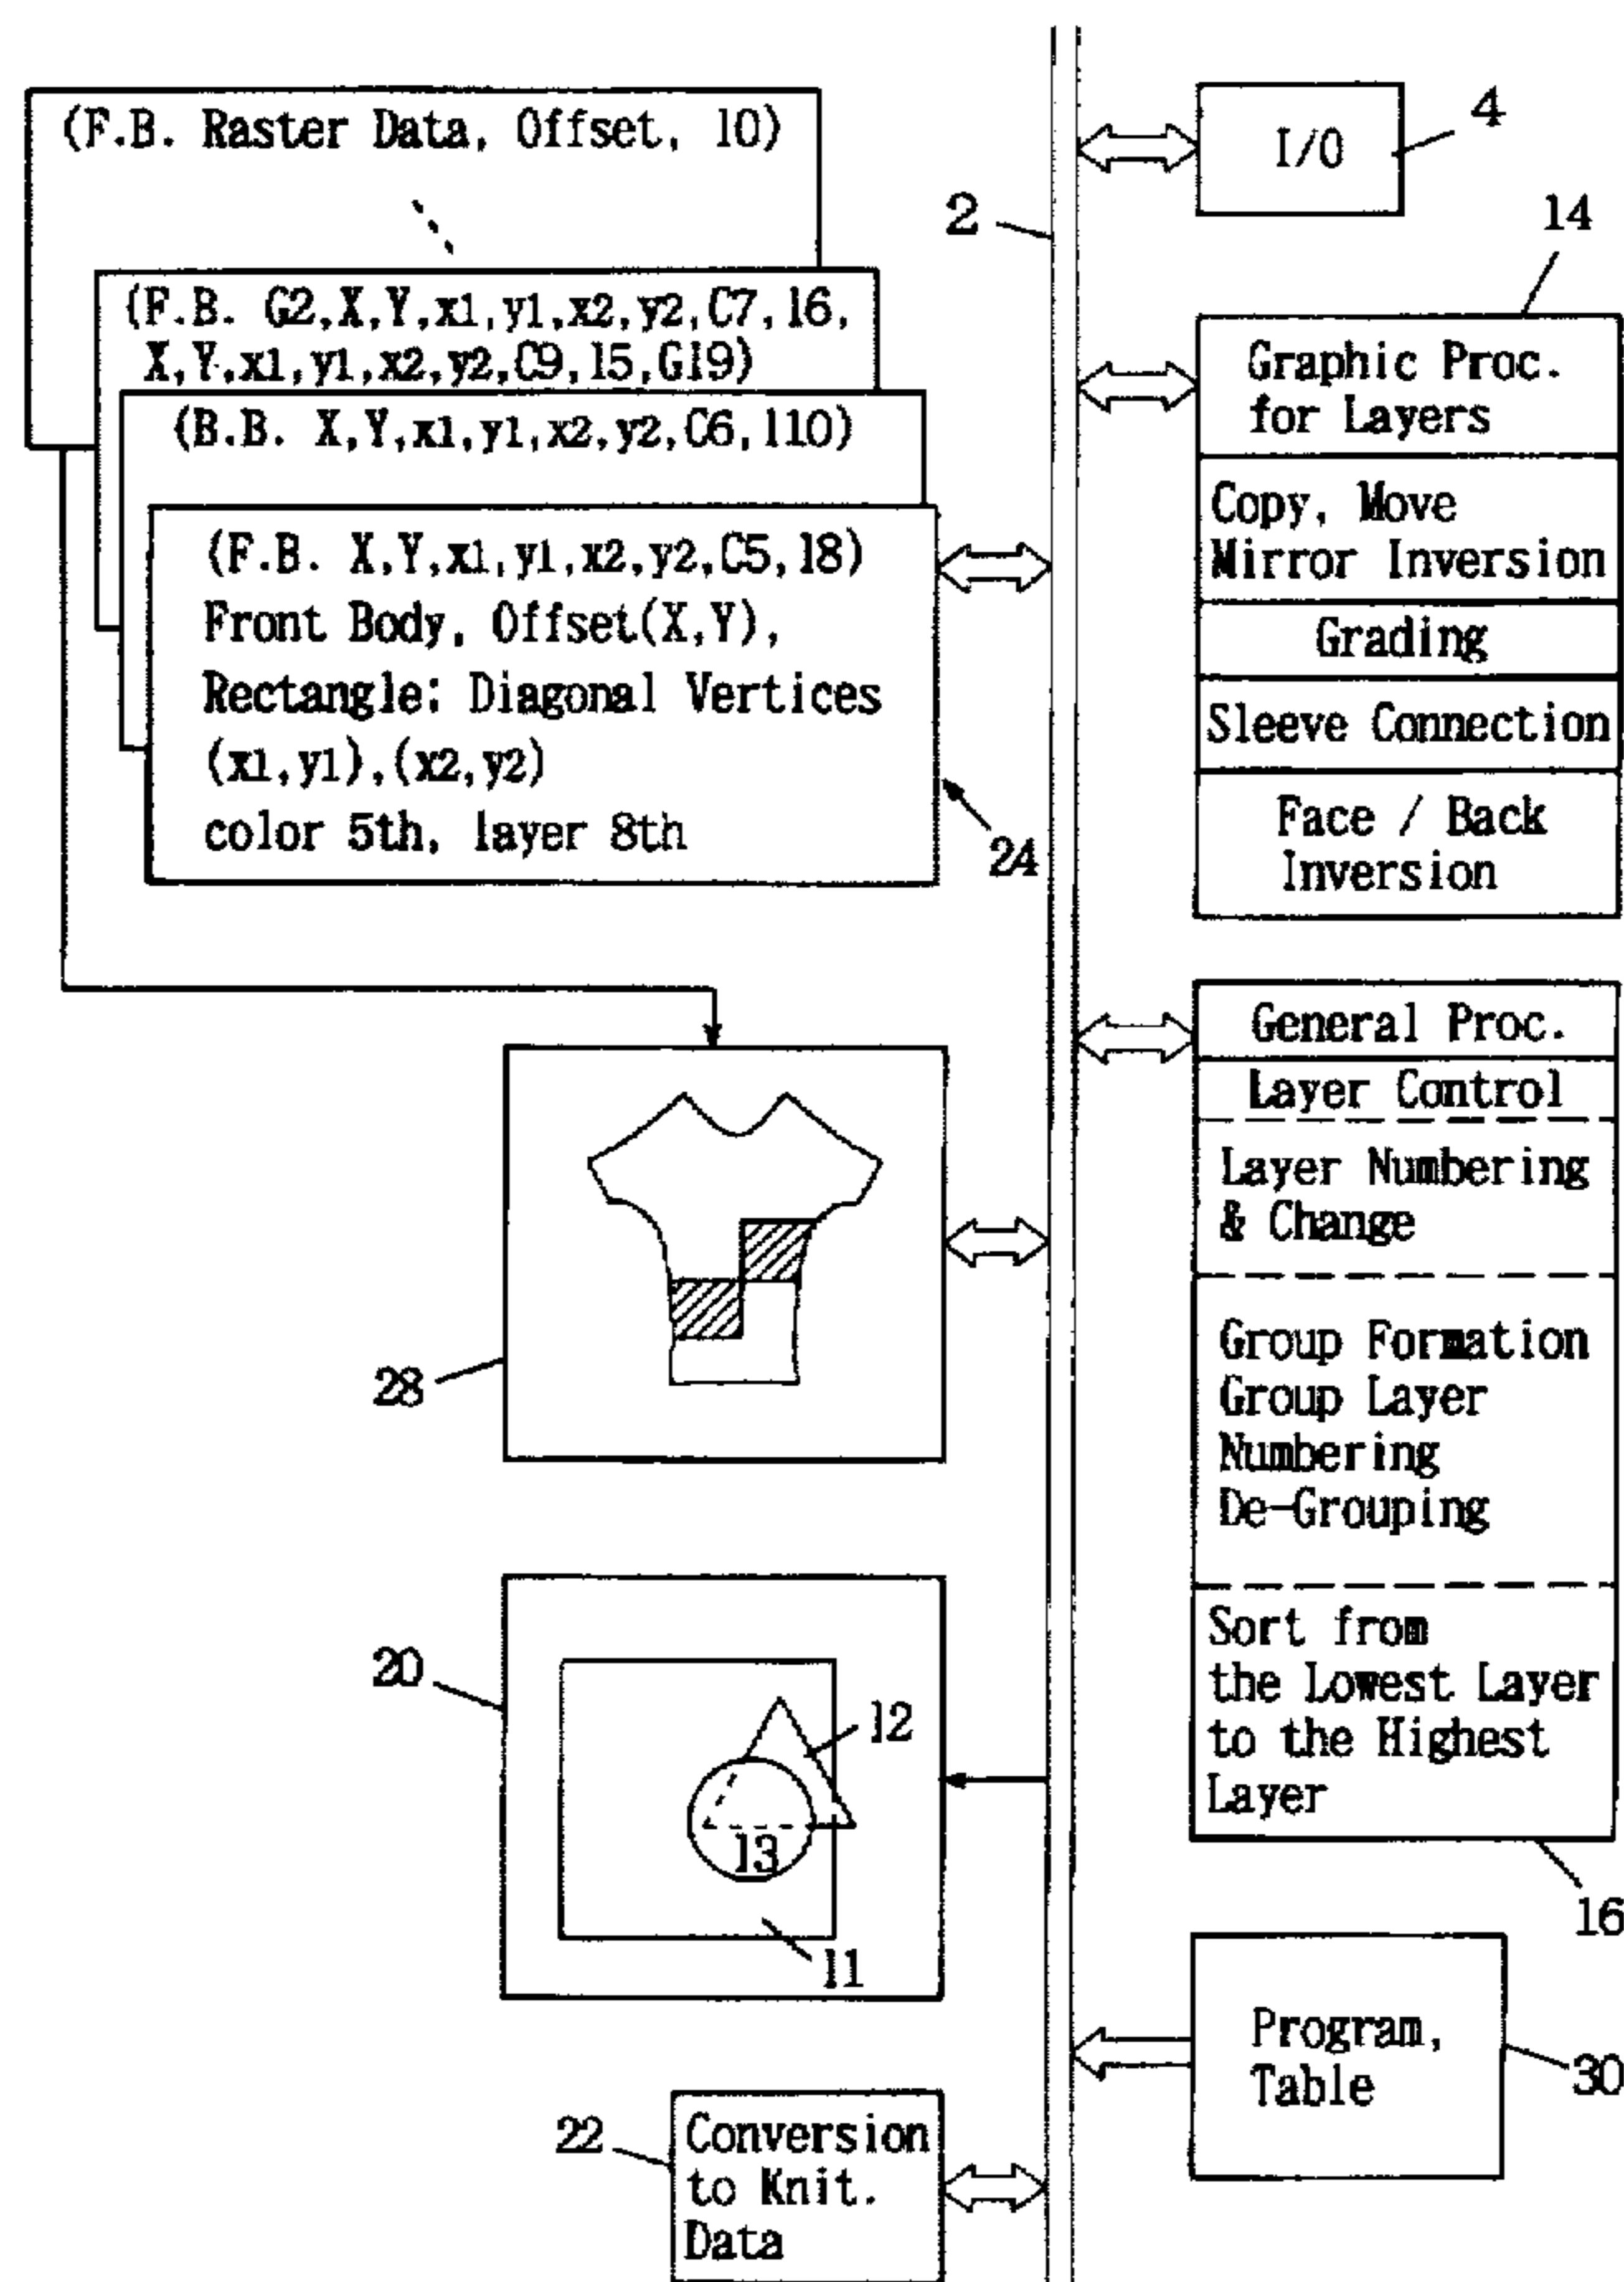 (F.B. Raster Data, Offset, l0)
(F.B. G2,X,Y,x1,y1,x2,y2,C7,l6,
X,Y,x1,y1,x2,y2,C9,l5,G19)
(B.B. X,Y,x1,y1,x2,y2,C6,l10)
(F.B. X,Y,x1,y1,x2,y2,C5,l8)
Front Body, Offset(X,Y),
Rectangle: Diagonal Vertices
(x1,y1),(x2,y2)
color 5th, layer 8th
24
2
I/O
4
14
Graphic Proc.
for Layers
Copy, Move
Mirror Inversion
Grading
Sleeve Connection
Face / Back
Inversion
General Proc.
Layer Control
Layer Numbering
& Change
Group Formation
Group Layer
Numbering
De-Grouping
Sort from
the Lowest Layer
to the Highest
Layer
16
28
20
l2
l3
l1
Program,
Table
30
22
Conversion
to Knit.
Data